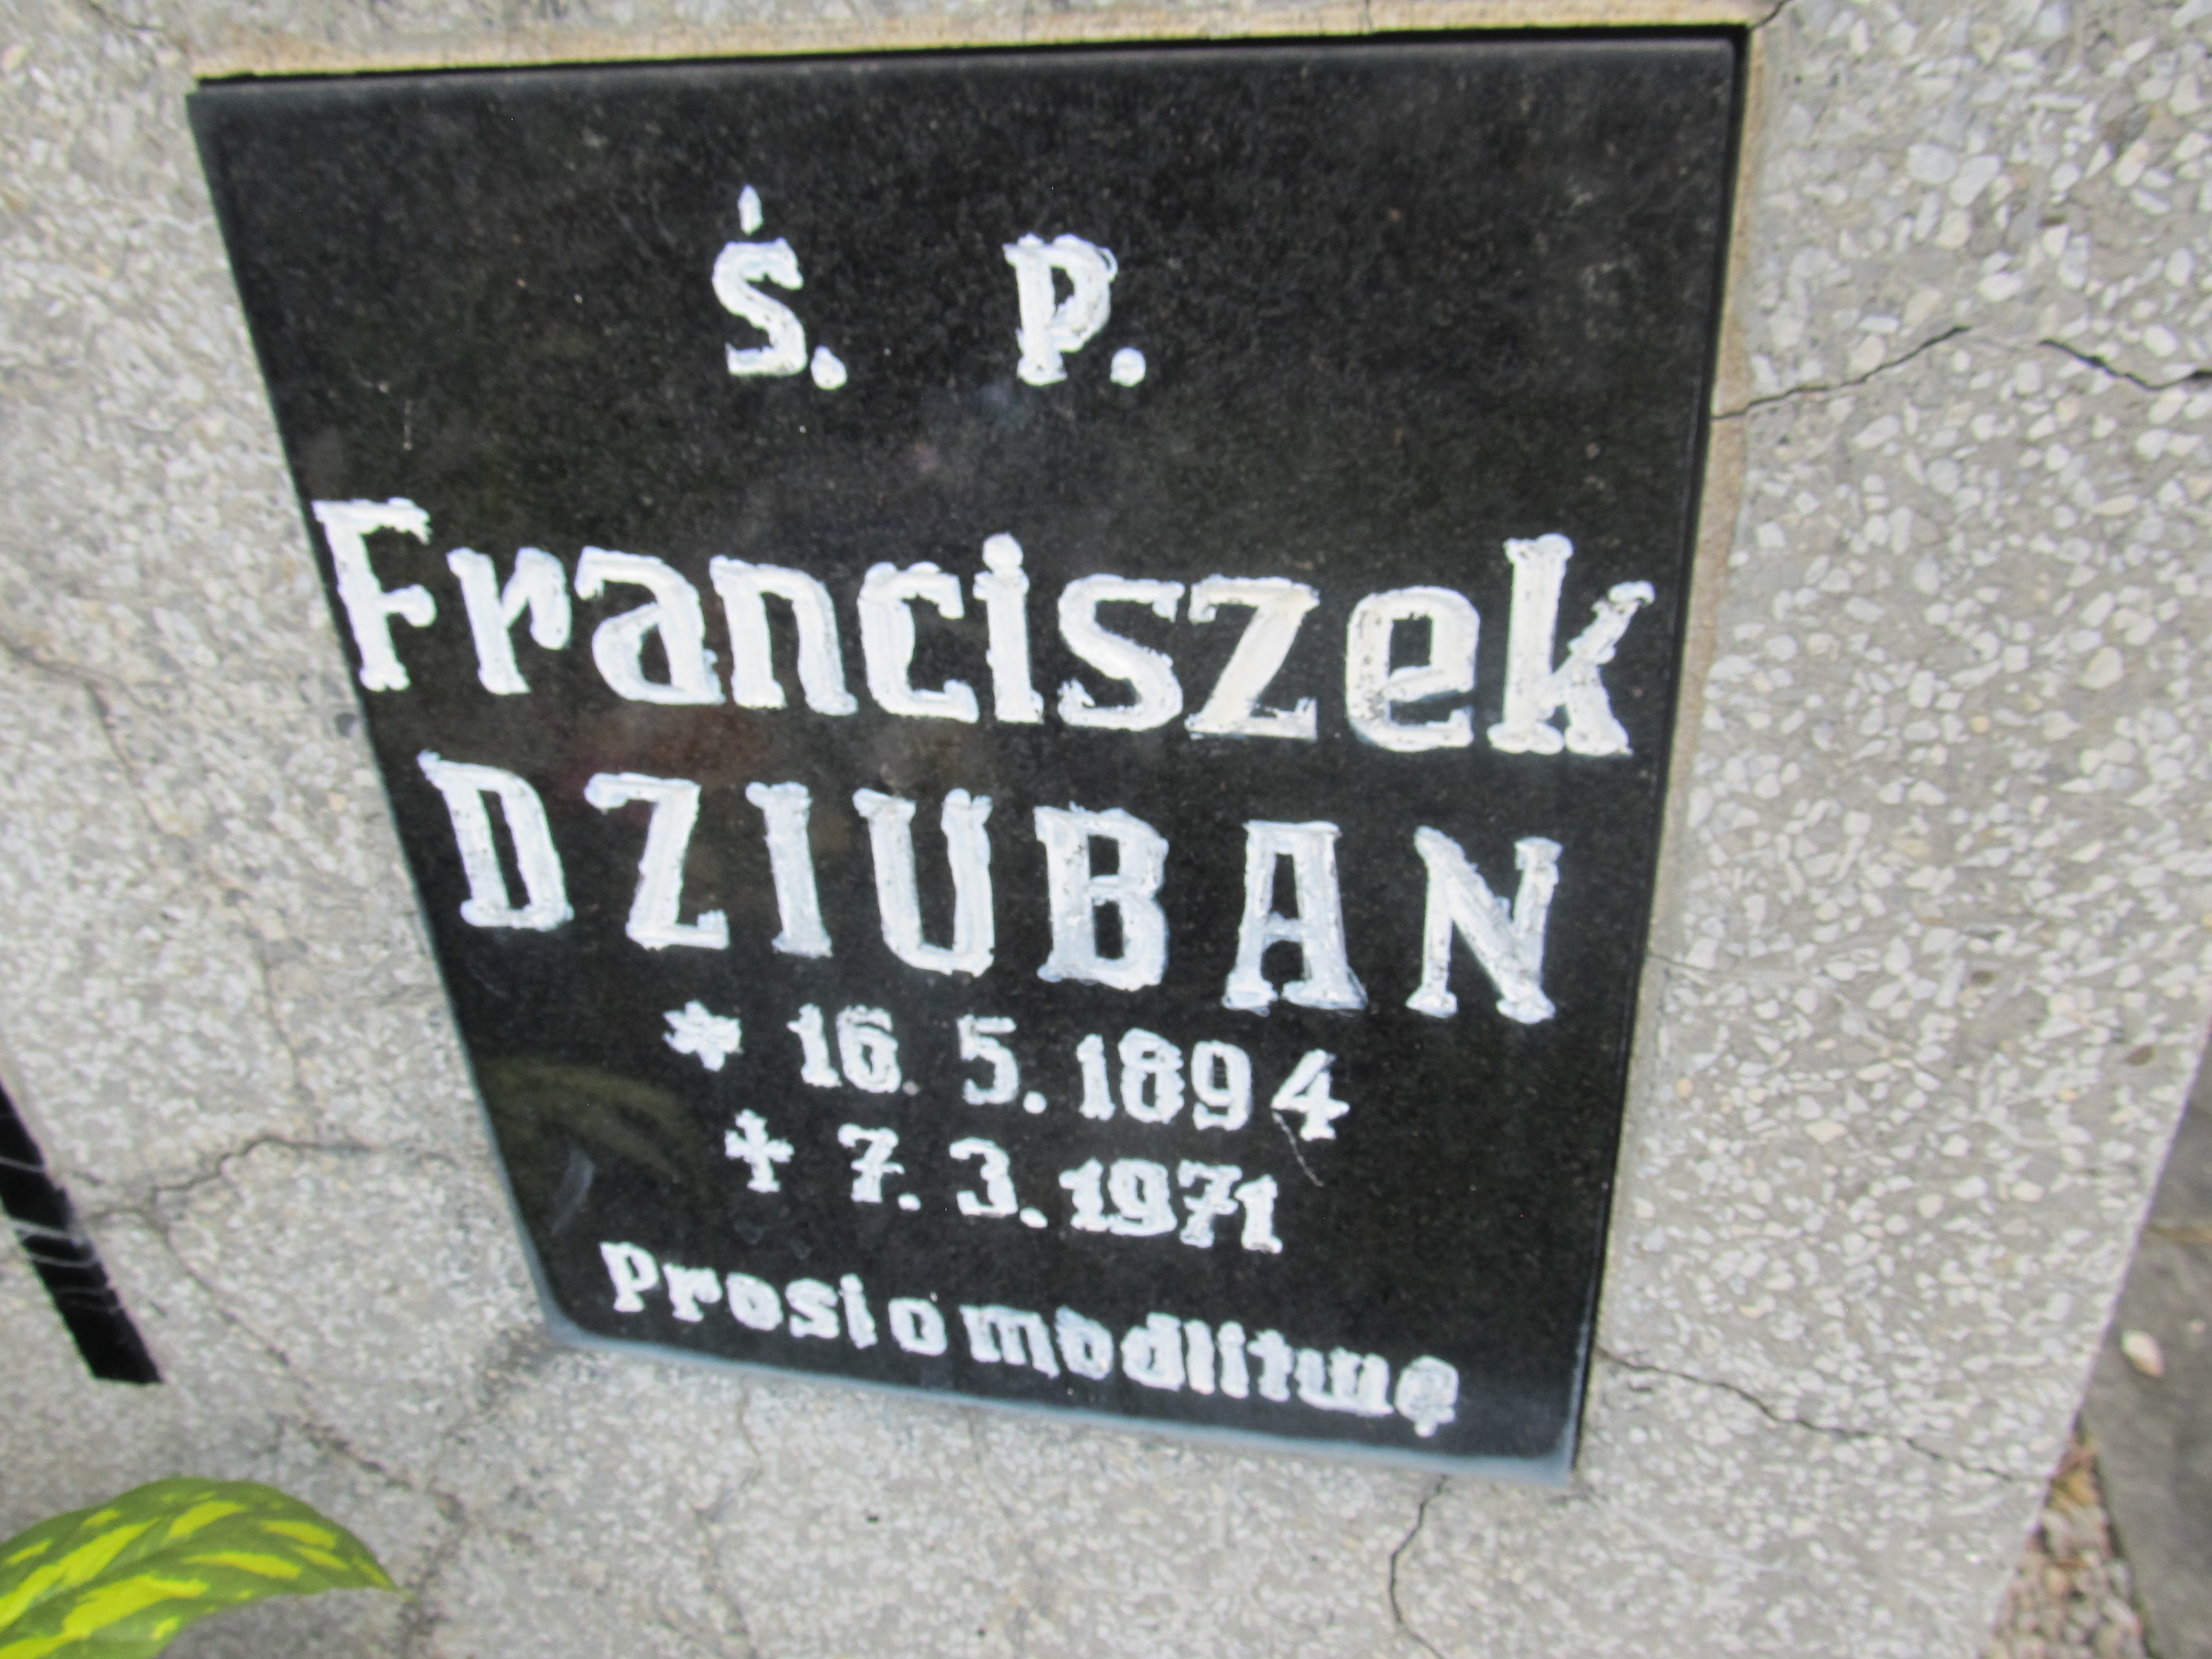 Ś. P.
Franciszek
DZIUBAN
* 16. 5. 1894
✝ 7. 3. 1971
Prosi o modlitwę